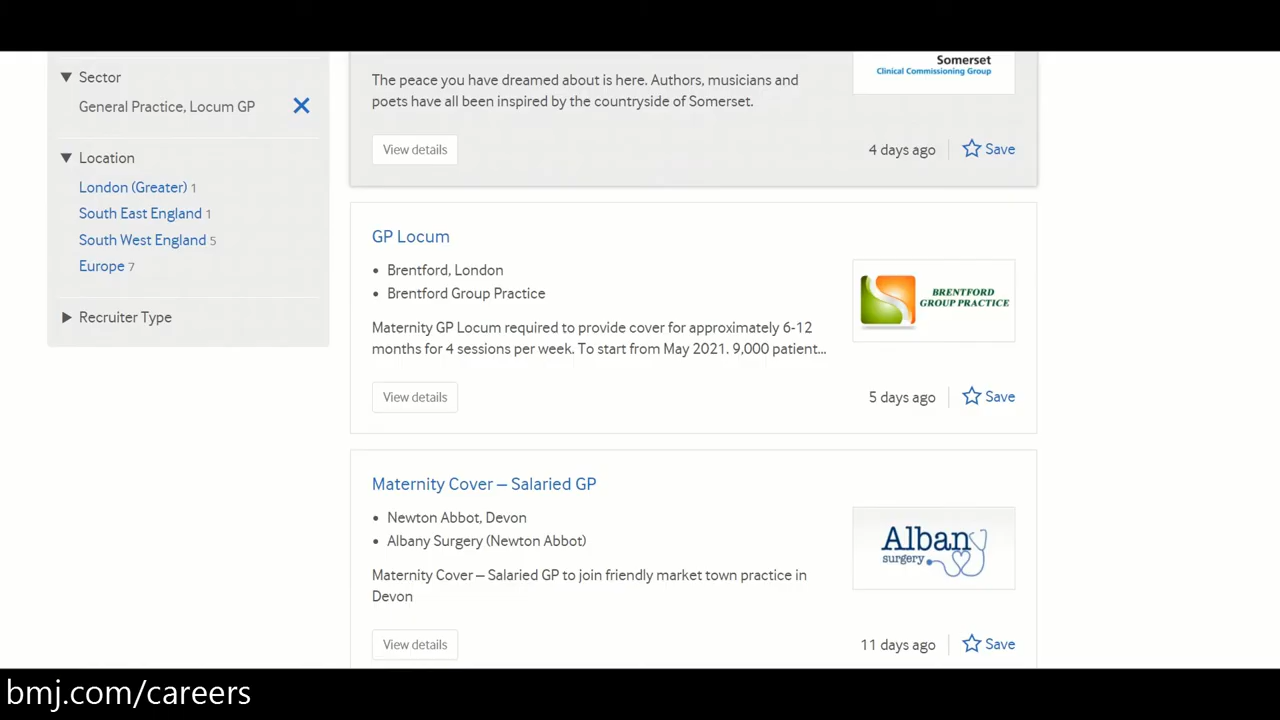 Sector
General Practice, Locum GP
Location
London (Greater) 1
South East England 1
South West England 5
Europe 7
Recruiter Type
Somerset
Clinical Commissioning Group
The peace you have dreamed about is here. Authors, musicians and
poets have all been inspired by the countryside of Somerset.
View details
4 days ago
Save
GP Locum
• Brentford, London
• Brentford Group Practice
BRENTFORD
GROUP PRACTICE
Maternity GP Locum required to provide cover for approximately 6-12
months for 4 sessions per week. To start from May 2021. 9,000 patient...
View details
5 days ago
Save
Maternity Cover – Salaried GP
• Newton Abbot, Devon
• Albany Surgery (Newton Abbot)
Albany
surgery
Maternity Cover – Salaried GP to join friendly market town practice in
Devon
View details
11 days ago
Save
bmj.com/careers